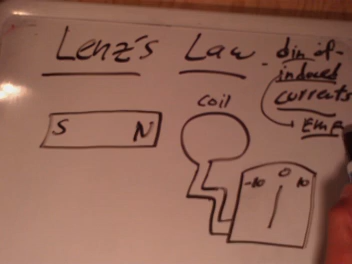 Lenz's Law - dir. of
induced
currents
EMF
coil
S N
-10 0 10